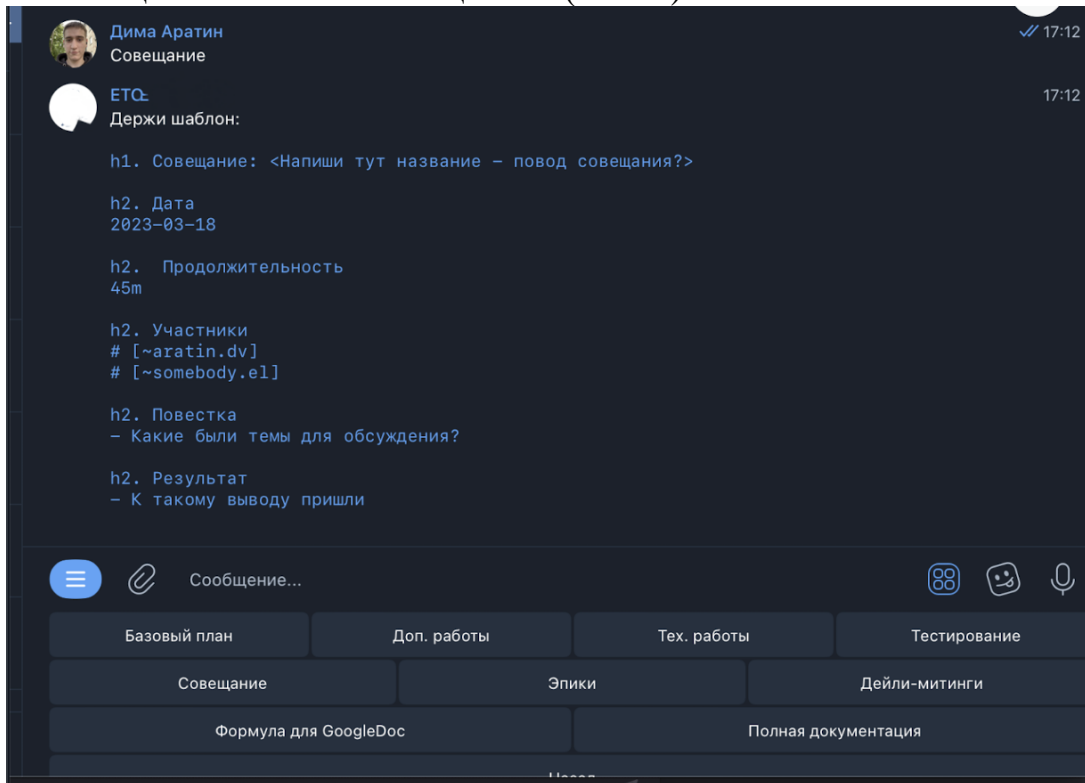 Дима Аратин
17:12
Совещание
17:12
Держи шаблон:
h1. Совещание: <Напиши тут название – повод совещания?>
h2. Дата
2023-03-18
h2.  Продолжительность
45m
h2. Участники
# [~aratin.dv]
# [~somebody.el]
h2. Повестка
– Какие были темы для обсуждения?
h2. Результат
– К такому выводу пришли
Сообщение...
Базовый план
Доп. работы
Тех. работы
Тестирование
Совещание
Эпики
Дейли-митинги
Формула для GoogleDoc
Полная документация